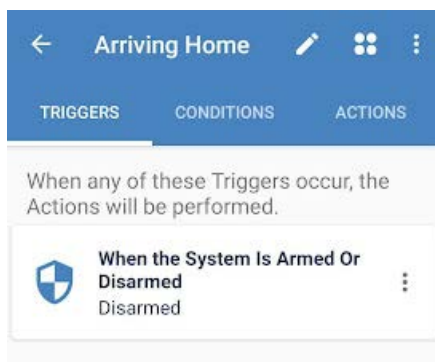 Arriving Home
TRIGGERS CONDITIONS ACTIONS
When any of these Triggers occur, the
Actions will be performed.
When the System Is Armed Or
Disarmed
Disarmed